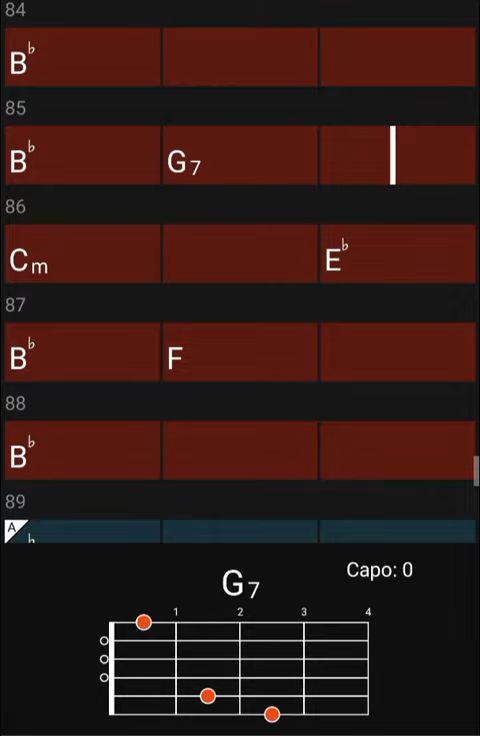 84
B♭
85
B♭ G7
86
Cm E♭
87
B♭ F
88
B♭
89
A
♭
Capo: 0
G7
1 2 3 4